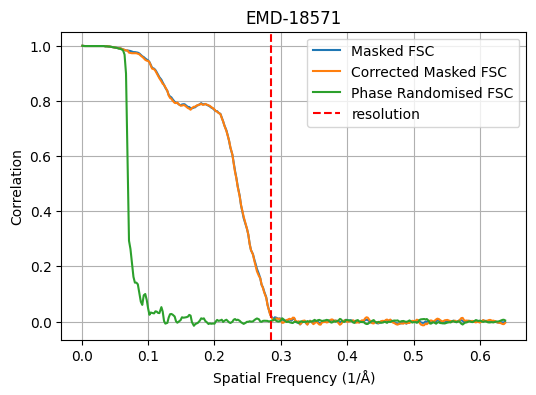 EMD-18571
Masked FSC
Corrected Masked FSC
Phase Randomised FSC
resolution
Correlation
1.0
0.8
0.6
0.4
0.2
0.0
0.0 0.1 0.2 0.3 0.4 0.5 0.6
Spatial Frequency (1/Å)